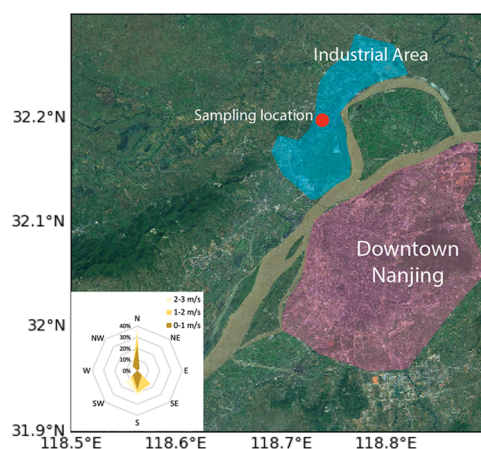 Industrial Area
32.2°N
Sampling location
32.1°N
Downtown
Nanjing
2-3 m/s
1-2 m/s
0-1 m/s
N
40%
30%
20%
10%
0%
NW
NE
W
E
SW
SE
S
32°N
31.9°N
118.5°E
118.6°E
118.7°E
118.8°E